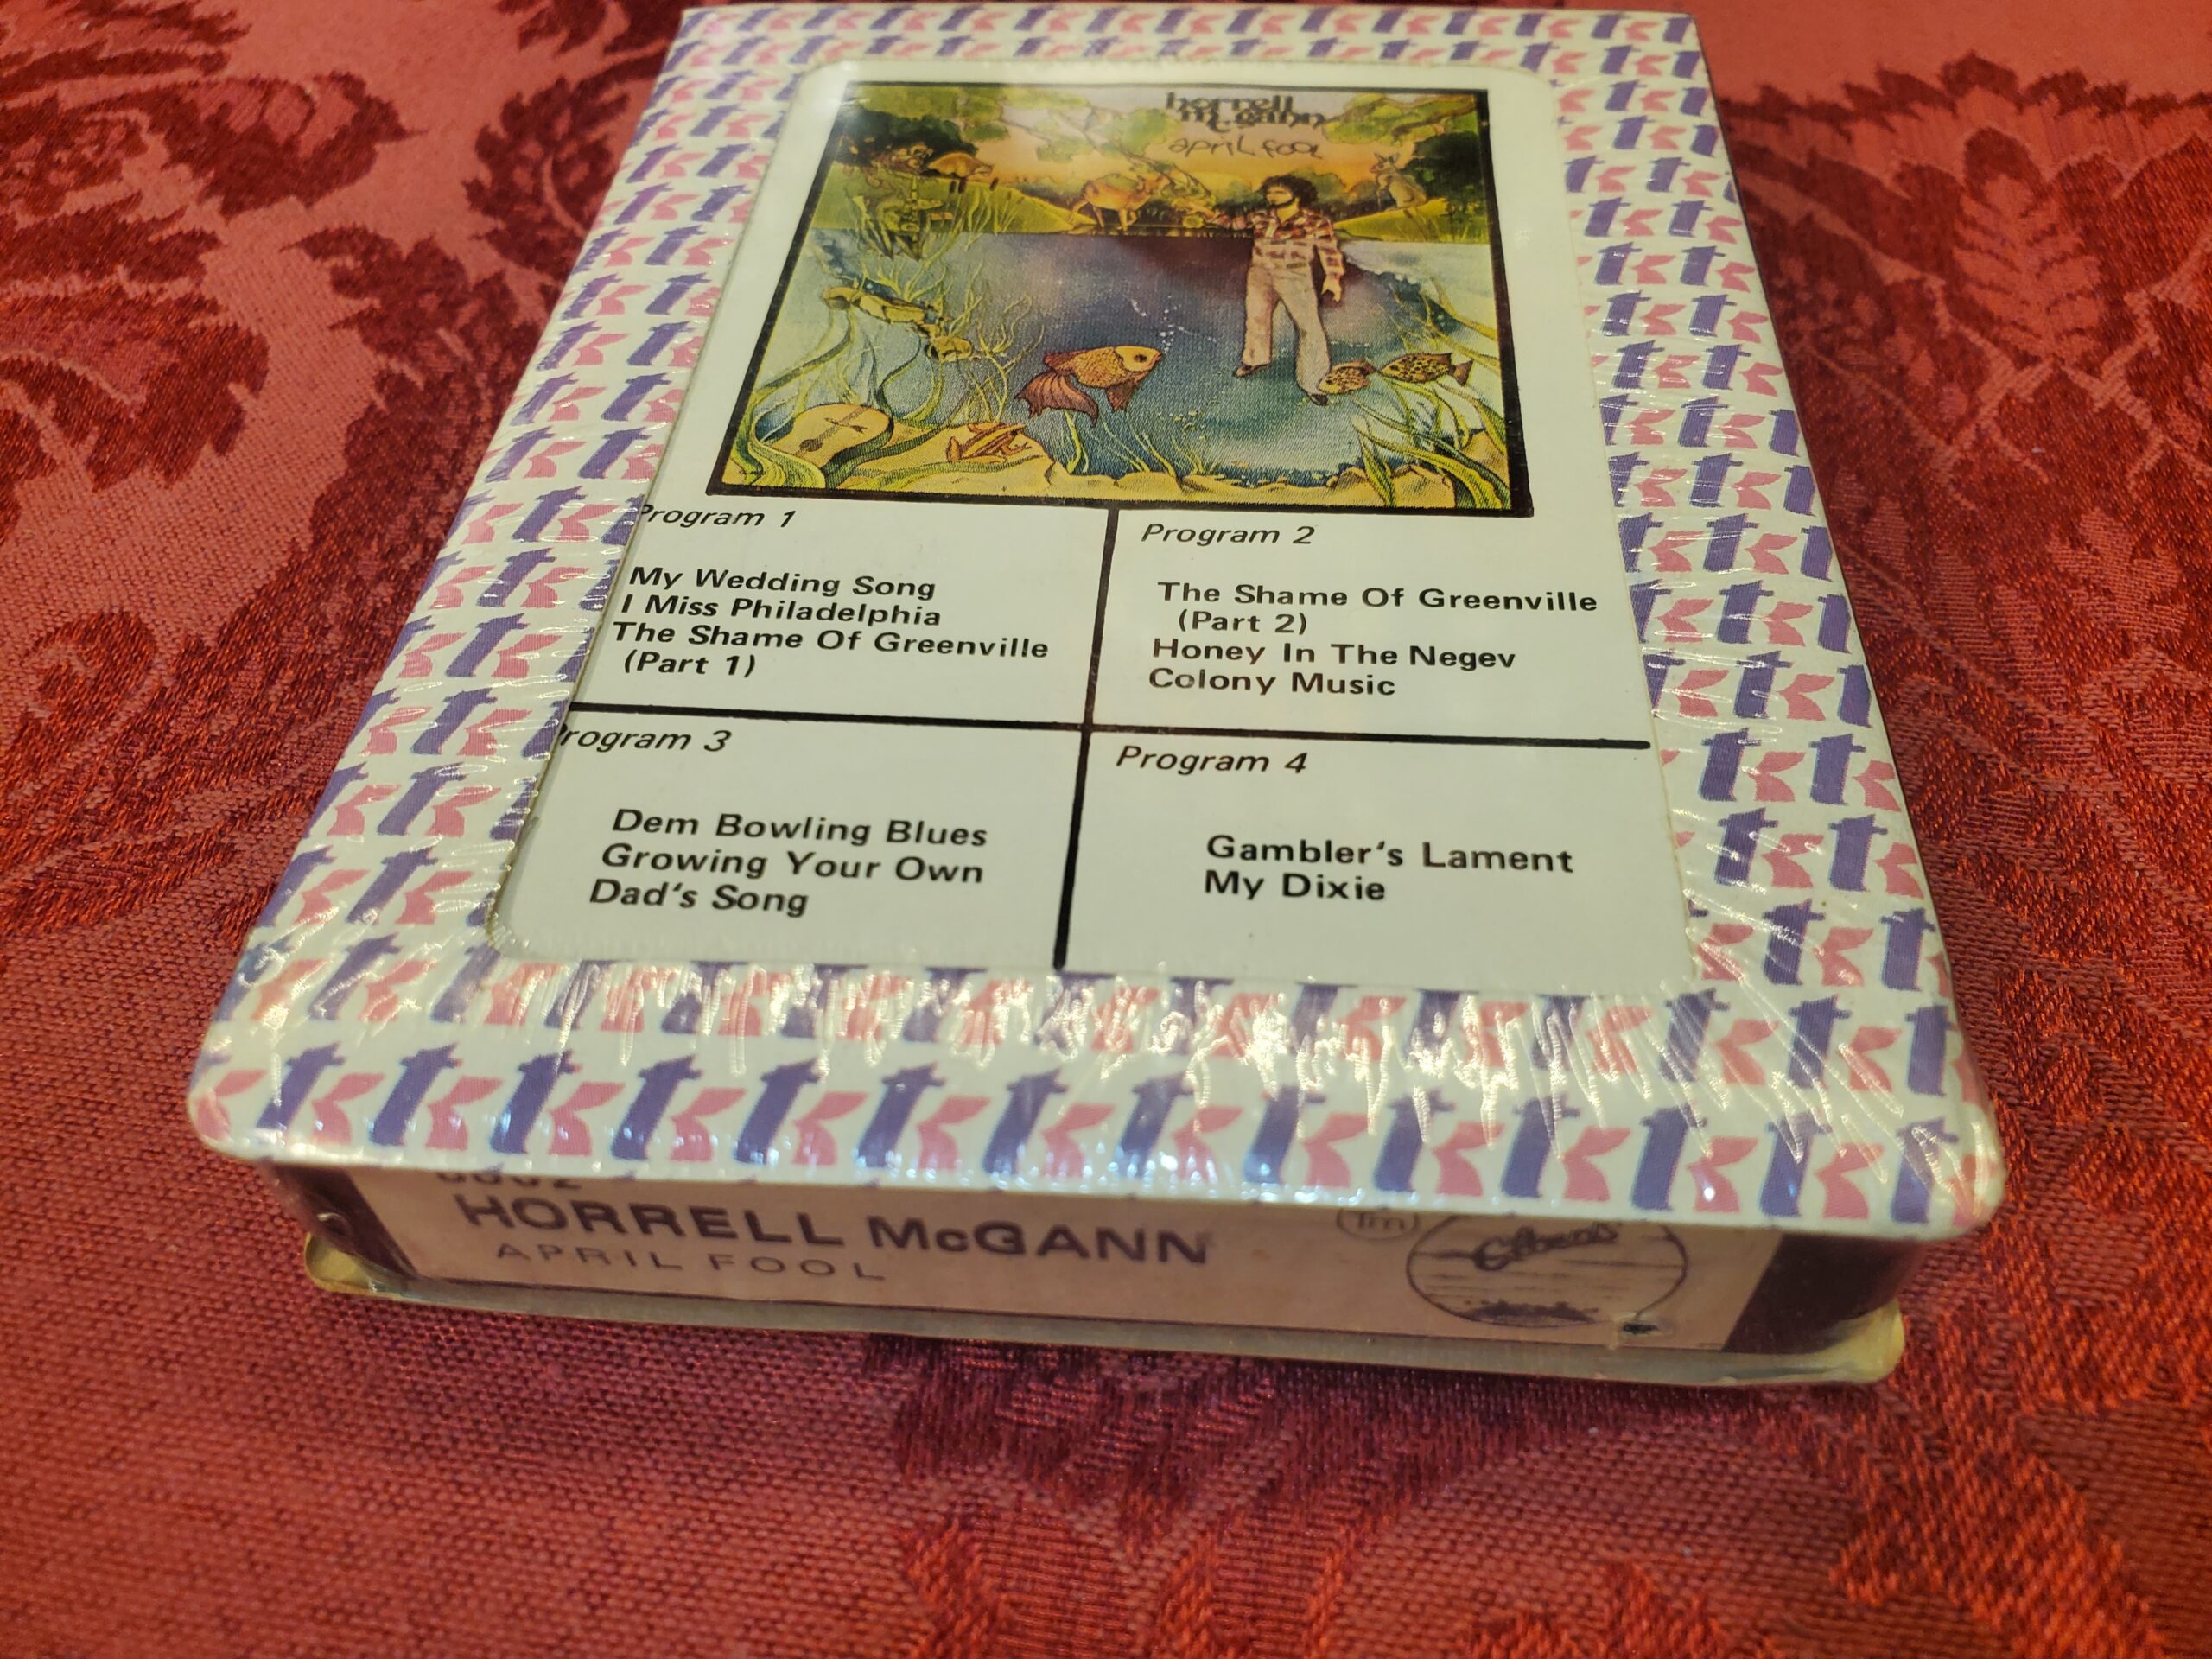 horrell
mcgann
april fool
Program 1
My Wedding Song
I Miss Philadelphia
The Shame Of Greenville
(Part 1)
Program 2
The Shame Of Greenville
(Part 2)
Honey In The Negev
Colony Music
Program 3
Dem Bowling Blues
Growing Your Own
Dad's Song
Program 4
Gambler's Lament
My Dixie
HORRELL McGANN
APRIL FOOL